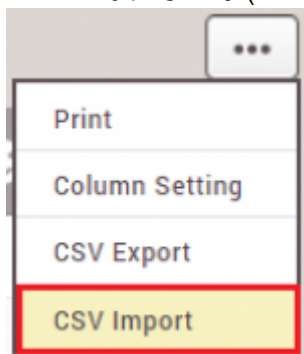 •••
Print
Column Setting
CSV Export
CSV Import